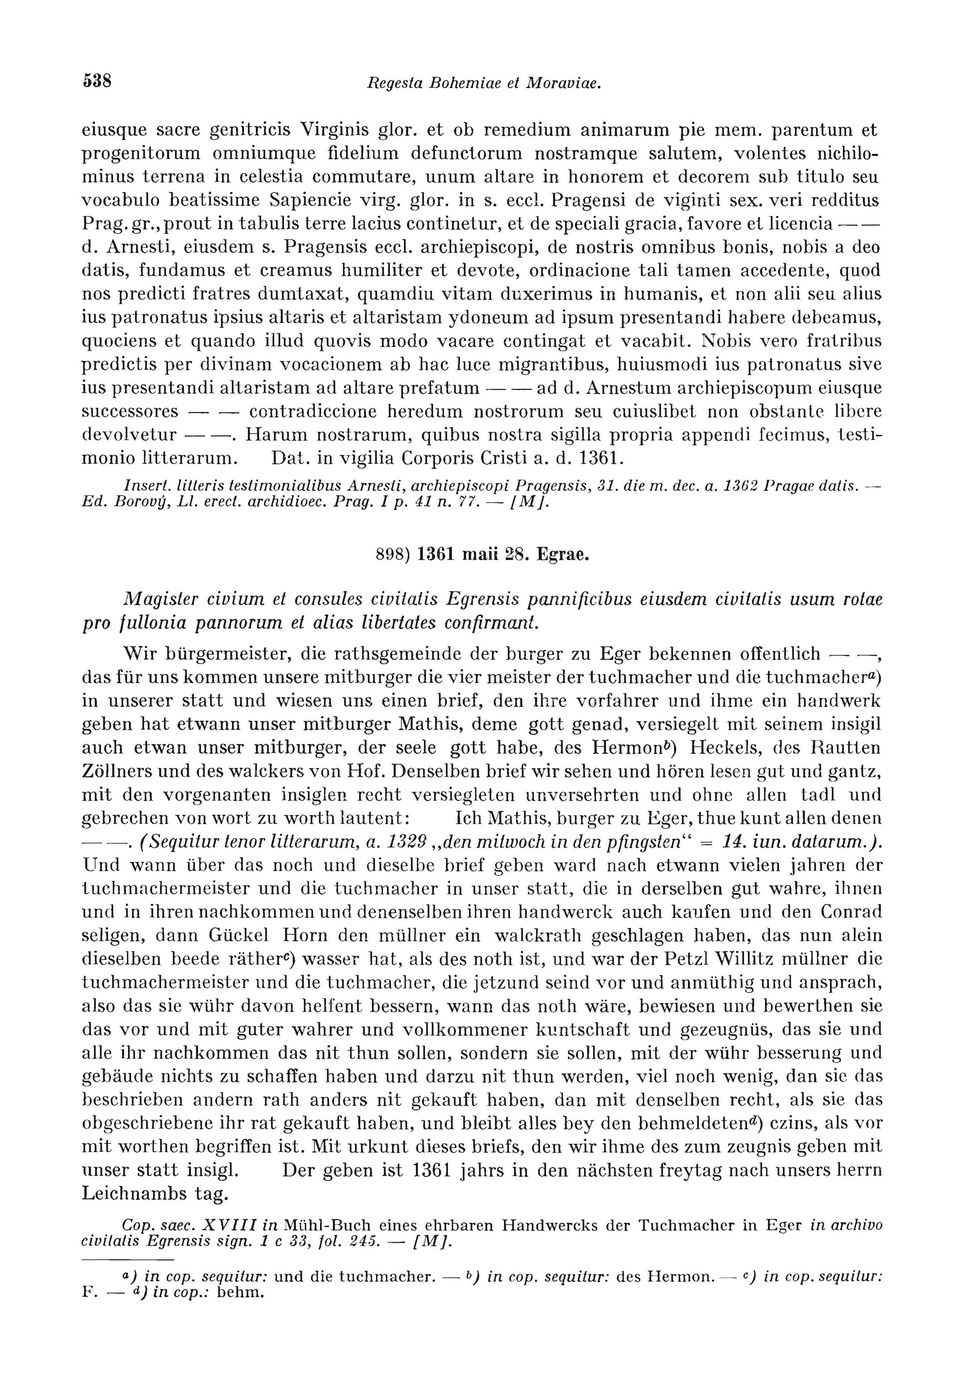 538 Regesta Bohemiae et Moraviae.
eiusque sacre genitricis Virginis glor. et ob remedium animarum pie mem. parentum et
progenitorum omniumque fidelium defunctorum nostramque salutem, volentes nichilo-
minus terrena in celestia commutare, unum altare in honorem et decorem sub titulo seu
vocabulo beatissime Sapiencie virg. glor. in s. eccl. Pragensi de viginti sex. veri redditus
Prag. gr., prout in tabulis terre lacius continetur, et de speciali gracia, favore et licencia — —
d. Arnesti, eiusdem s. Pragensis eccl. archiepiscopi, de nostris omnibus bonis, nobis a deo
datis, fundamus et creamus humiliter et devote, ordinacione tali tamen accedente, quod
nos predicti fratres dumtaxat, quamdiu vitam duxerimus in humanis, et non alii seu alius
ius patronatus ipsius altaris et altaristam ydoneum ad ipsum presentandi habere debeamus,
quociens et quando illud quovis modo vacare contingat et vacabit. Nobis vero fratribus
predictis per divinam vocacionem ab hac luce migrantibus, huiusmodi ius patronatus sive
ius presentandi altaristam ad altare prefatum — — ad d. Arnestum archiepiscopum eiusque
successores — — contradiccione heredum nostrorum seu cuiuslibet non obstante libere
devolvetur — —. Harum nostrarum, quibus nostra sigilla propria appendi fecimus, testi-
monio litterarum. Dat. in vigilia Corporis Cristi a. d. 1361.
Insert. litteris testimonialibus Arnesti, archiepiscopi Pragensis, 31. die m. dec. a. 1362 Pragae datis. —
Ed. Borový, Ll. erect. archidioec. Prag. I p. 41 n. 77. — [M].
898) 1361 maii 28. Egrae.
Magister civium et consules civitatis Egrensis pannificibus eiusdem civitatis usum rotae
pro fullonia pannorum et alias libertates confirmant.
Wir bürgermeister, die rathsgemeinde der burger zu Eger bekennen offentlich — —,
das für uns kommen unsere mitburger die vier meister der tuchmacher und die tuchmacher a)
in unserer statt und wiesen uns einen brief, den ihre vorfahrer und ihme ein handwerk
geben hat etwann unser mitburger Mathis, deme gott genad, versiegelt mit seinem insigil
auch etwan unser mitburger, der seele gott habe, des Hermon b) Heckels, des Rautten
Zöllners und des walckers von Hof. Denselben brief wir sehen und hören lesen gut und gantz,
mit den vorgenanten insiglen recht versiegleten unversehrten und ohne allen tadl und
gebrechen von wort zu worth lautent: Ich Mathis, burger zu Eger, thue kunt allen denen
— —. (Sequitur tenor litterarum, a. 1329 „den mitwoch in den pfingsten“ = 14. iun. datarum.).
Und wann über das noch und dieselbe brief geben ward nach etwann vielen jahren der
tuchmachermeister und die tuchmacher in unser statt, die in derselben gut wahre, ihnen
und in ihren nachkommen und denenselben ihren handwerck auch kaufen und den Conrad
seligen, dann Gückel Horn den müllner ein walckrath geschlagen haben, das nun alein
dieselben beede räther c) wasser hat, als des noth ist, und war der Petzl Willitz müllner die
tuchmachermeister und die tuchmacher, die jetzund seind vor und anmüthig und ansprach,
also das sie wühr davon helfent bessern, wann das noth wäre, bewiesen und bewerthen sie
das vor und mit guter wahrer und vollkommener kuntschaft und gezeugnüs, das sie und
alle ihr nachkommen das nit thun sollen, sondern sie sollen, mit der wühr besserung und
gebäude nichts zu schaffen haben und darzu nit thun werden, viel noch wenig, dan sie das
beschrieben andern rath anders nit gekauft haben, dan mit denselben recht, als sie das
obgeschriebene ihr rat gekauft haben, und bleibt alles bey den behmeldeten d) czins, als vor
mit worthen begriffen ist. Mit urkunt dieses briefs, den wir ihme des zum zeugnis geben mit
unser statt insigl. Der geben ist 1361 jahrs in den nächsten freytag nach unsers herrn
Leichnambs tag.
Cop. saec. XVIII in Mühl-Buch eines ehrbaren Handwercks der Tuchmacher in Eger in archivo
civitatis Egrensis sign. 1 c 33, fol. 245. — [M].
a) in cop. sequitur: und die tuchmacher. — b) in cop. sequitur: des Hermon. — c) in cop. sequitur:
F. — d) in cop.: behm.